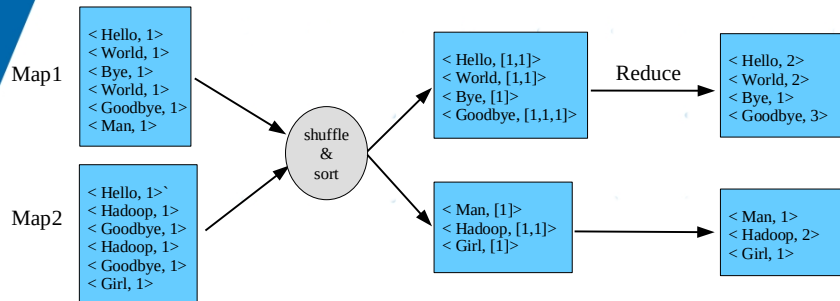 Map1
< Hello, 1>
< World, 1>
< Bye, 1>
< World, 1>
< Goodbye, 1>
< Man, 1>
Map2
< Hello, 1>`
< Hadoop, 1>
< Goodbye, 1>
< Hadoop, 1>
< Goodbye, 1>
< Girl, 1>
shuffle
&
sort
< Hello, [1,1]>
< World, [1,1]>
< Bye, [1]>
< Goodbye, [1,1,1]>
Reduce
< Hello, 2>
< World, 2>
< Bye, 1>
< Goodbye, 3>
< Man, [1]>
< Hadoop, [1,1]>
< Girl, [1]>
< Man, 1>
< Hadoop, 2>
< Girl, 1>